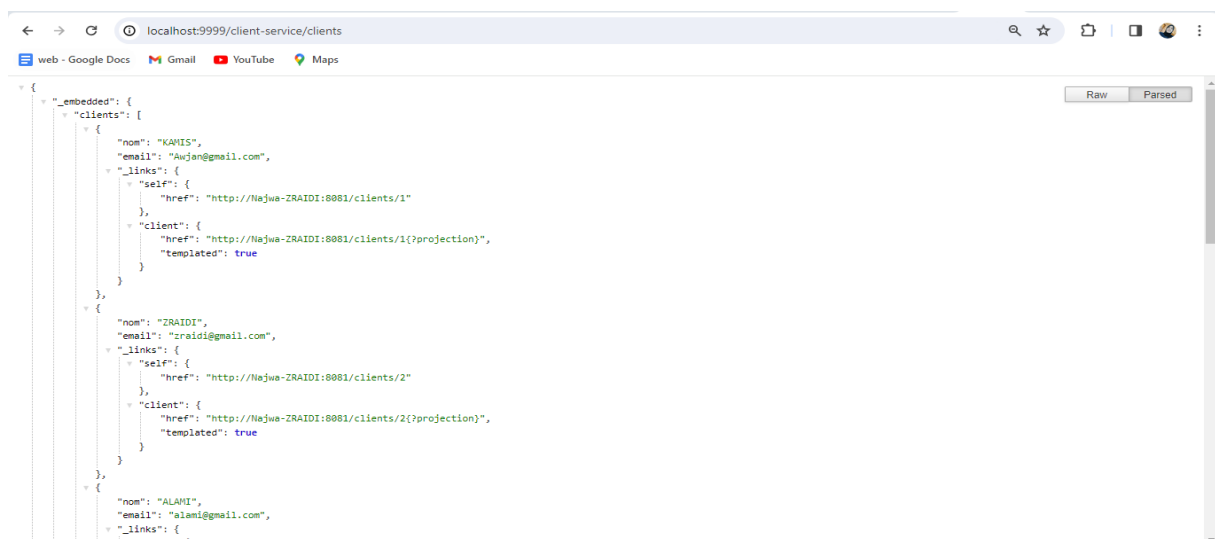 localhost:9999/client-service/clients
web - Google Docs Gmail YouTube Maps
Raw Parsed
{
"_embedded": {
"clients": [
{
"nom": "KAMIS",
"email": "Awjan@gmail.com",
"_links": {
"self": {
"href": "http://Najwa-ZRAIDI:8081/clients/1"
},
"client": {
"href": "http://Najwa-ZRAIDI:8081/clients/1{?projection}",
"templated": true
}
}
},
{
"nom": "ZRAIDI",
"email": "zraidi@gmail.com",
"_links": {
"self": {
"href": "http://Najwa-ZRAIDI:8081/clients/2"
},
"client": {
"href": "http://Najwa-ZRAIDI:8081/clients/2{?projection}",
"templated": true
}
}
},
{
"nom": "ALAMI",
"email": "alami@gmail.com",
"_links": {